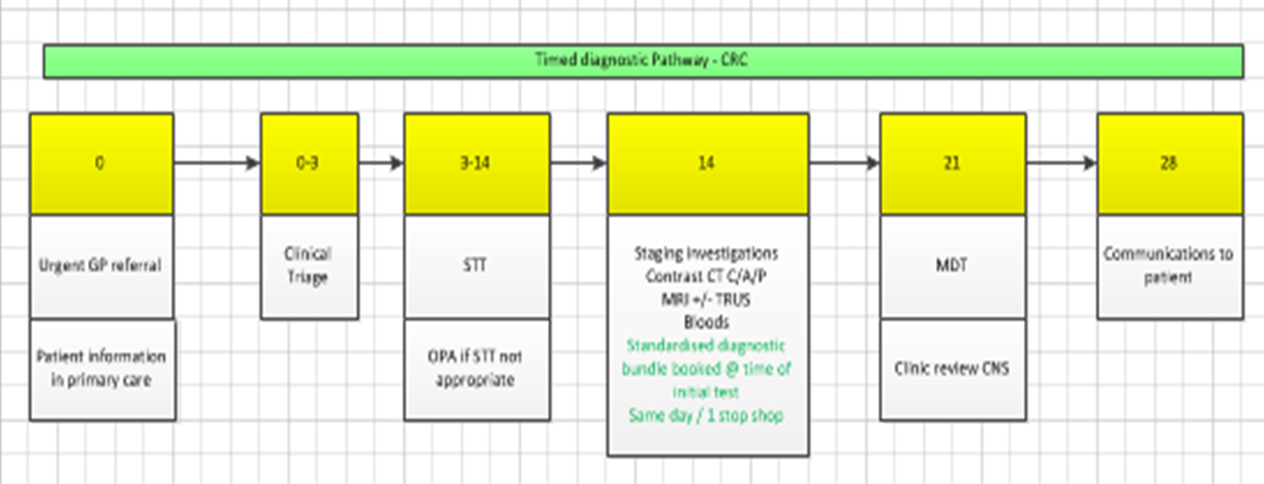 Timed diagnostic Pathway - CRC
0
0-3
3-14
14
21
28
Urgent GP referral
Clinical
Triage
STT
Staging investigations
Contrast CT C/A/P
MRI +/- TRUS
Bloods
Standardised diagnostic
bundle booked @ time of
initial test
Same day / 1 stop shop
MDT
Communications to
patient
Patient information
in primary care
OPA if STT not
appropriate
Clinic review CNS